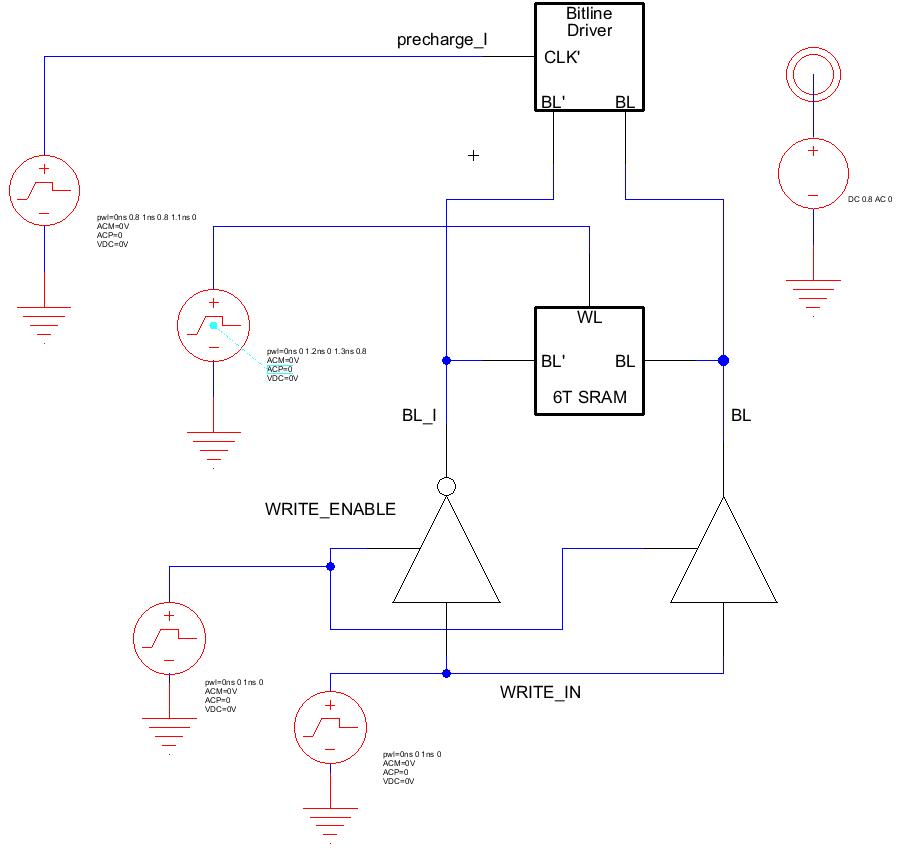 Bitline
Driver
precharge_I
CLK'
BL'
BL
pwl=0ns 0.8 1ns 0.8 1.1ns 0
ACM=0V
ACP=0
VDC=0V
DC 0.8 AC 0
WL
pwl=0ns 0 1.2ns 0 1.3ns 0.8
ACM=0V
ACP=0
VDC=0V
BL'
BL
6T SRAM
BL_I
BL
WRITE_ENABLE
pwl=0ns 0 1ns 0
ACM=0V
ACP=0
VDC=0V
WRITE_IN
pwl=0ns 0 1ns 0
ACM=0V
ACP=0
VDC=0V